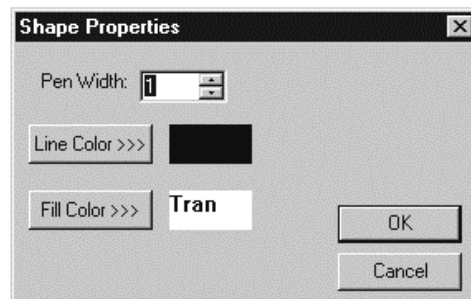 Shape Properties
Pen Width: 1
Line Color >>>
Fill Color >>> Tran
OK
Cancel